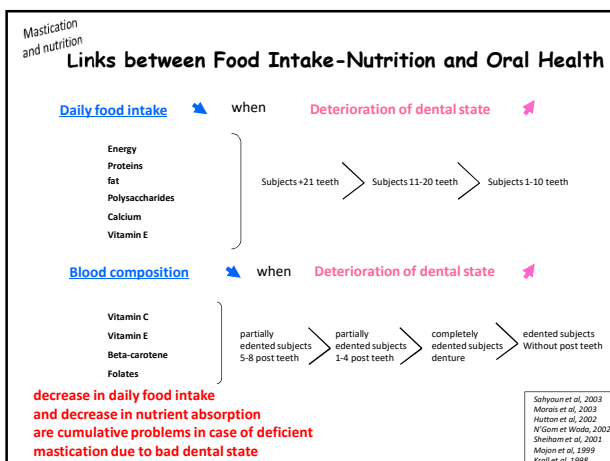 Mastication
and nutrition
Links between Food Intake-Nutrition and Oral Health
Daily food intake when Deterioration of dental state
Energy
Proteins
fat
Polysaccharides
Calcium
Vitamin E
Subjects +21 teeth Subjects 11-20 teeth Subjects 1-10 teeth
Blood composition when Deterioration of dental state
Vitamin C
Vitamin E
Beta-carotene
Folates
partially
edented subjects
5-8 post teeth
partially
edented subjects
1-4 post teeth
completely
edented subjects
denture
edented subjects
Without post teeth
decrease in daily food intake
and decrease in nutrient absorption
are cumulative problems in case of deficient
mastication due to bad dental state
Sahyoun et al, 2003
Morais et al, 2003
Hutton et al, 2002
N'Gom et Woda, 2002
Sheiham et al, 2001
Mojon et al, 1999
Krall et al, 1998